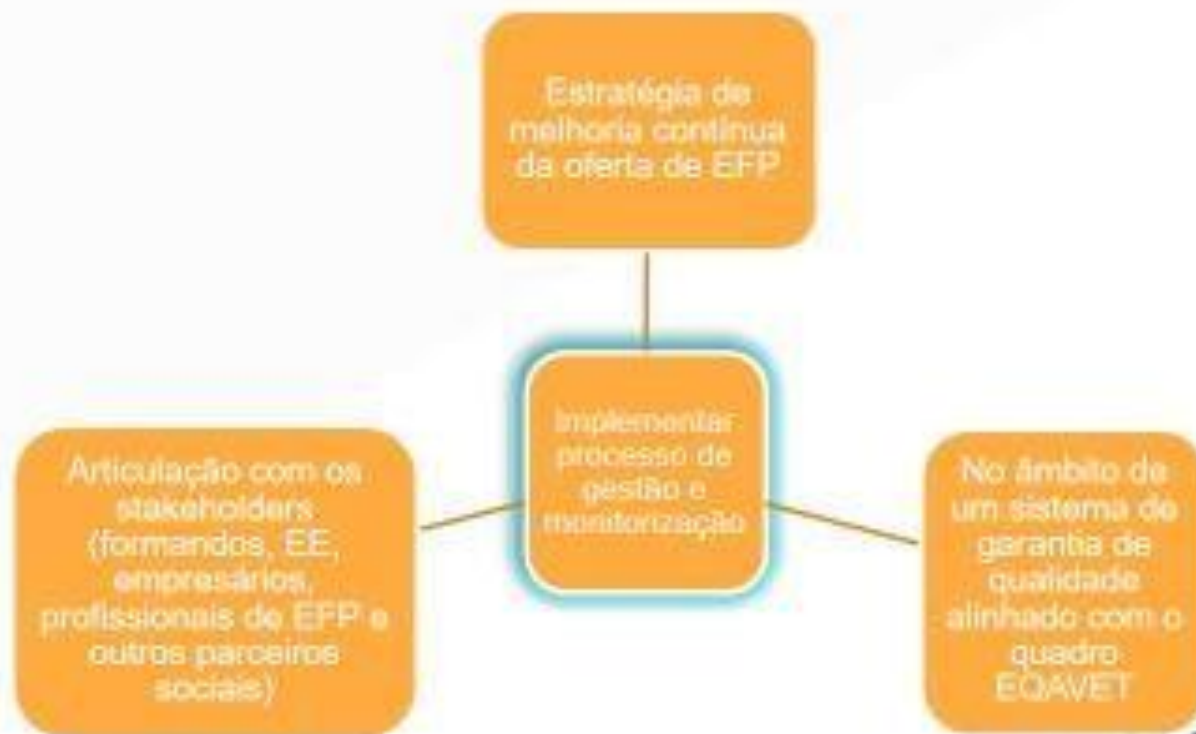 Estratégia de
melhoria contínua
da oferta de EFP
Implementar
processo de
gestão e
monitorização
Articulação com os
stakeholders
(formandos, EE,
empresários,
profissionais de EFP e
outros parceiros
sociais)
No âmbito de
um sistema de
garantia de
qualidade
alinhado com o
quadro
EQAVET